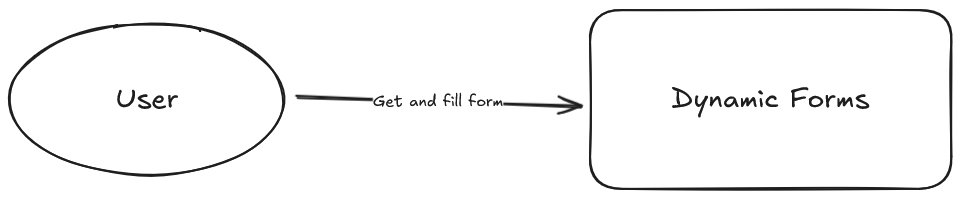 User
Get and fill form
Dynamic Forms